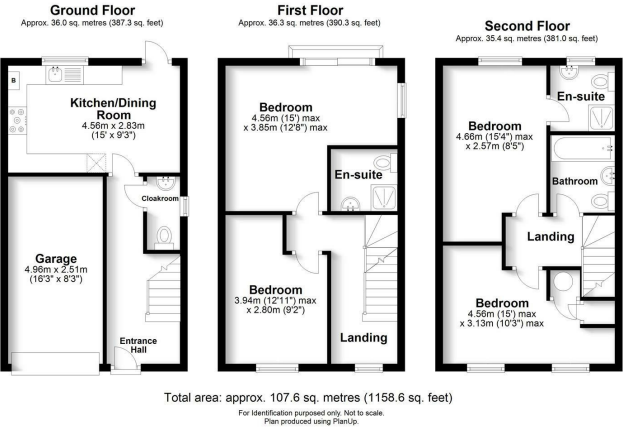 Ground Floor
Approx. 36.0 sq. metres (387.3 sq. feet)
B
Kitchen/Dining
Room
4.56m x 2.83m
(15' x 9'3")
Cloakroom
Garage
4.96m x 2.51m
(16'3" x 8'3")
Entrance
Hall
First Floor
Approx. 36.3 sq. metres (390.3 sq. feet)
Bedroom
4.56m (15') max
x 3.85m (12'8") max
En-suite
Bedroom
3.94m (12'11") max
x 2.80m (9'2")
Landing
Second Floor
Approx. 35.4 sq. metres (381.0 sq. feet)
En-suite
Bedroom
4.66m (15'4") max
x 2.57m (8'5")
Bathroom
Landing
Bedroom
4.56m (15') max
x 3.13m (10'3") max
Total area: approx. 107.6 sq. metres (1158.6 sq. feet)
For Identification purposed only. Not to scale.
Plan produced using PlanUp.